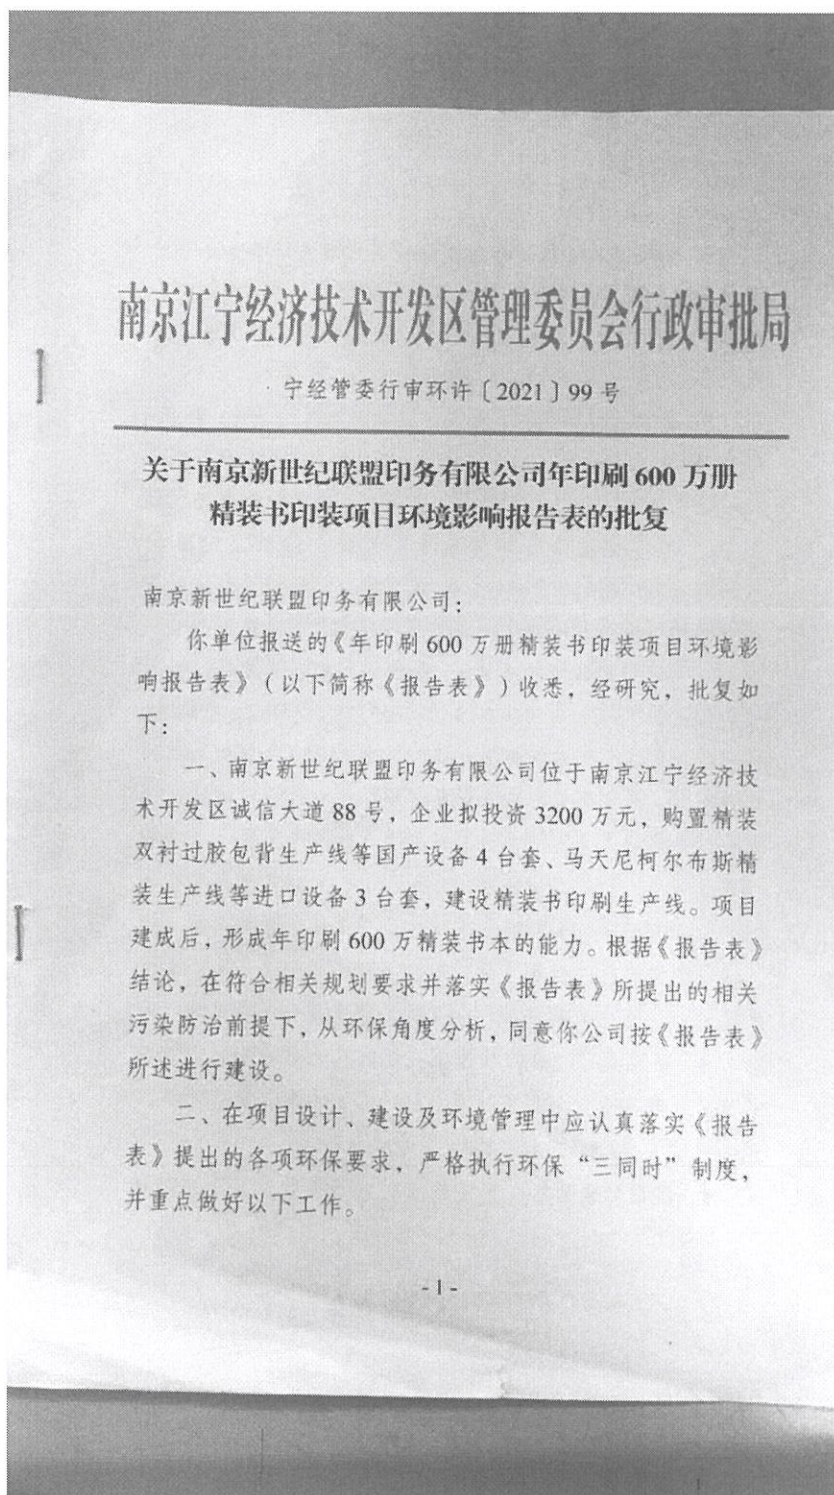 南京江宁经济技术开发区管理委员会行政审批局
宁经管委行审环许〔2021〕99号
关于南京新世纪联盟印务有限公司年印刷600万册
精装书印装项目环境影响报告表的批复
南京新世纪联盟印务有限公司：
你单位报送的《年印刷600万册精装书印装项目环境影
响报告表》（以下简称《报告表》）收悉，经研究，批复如
下：
一、南京新世纪联盟印务有限公司位于南京江宁经济技
术开发区诚信大道88号，企业拟投资3200万元，购置精装
双衬过胶包背生产线等国产设备4台套、马天尼柯尔布斯精
装生产线等进口设备3台套，建设精装书印刷生产线。项目
建成后，形成年印刷600万精装书本的能力。根据《报告表》
结论，在符合相关规划要求并落实《报告表》所提出的相关
污染防治前提下，从环保角度分析，同意你公司按《报告表》
所述进行建设。
二、在项目设计、建设及环境管理中应认真落实《报告
表》提出的各项环保要求，严格执行环保“三同时”制度，
并重点做好以下工作。
- 1 -